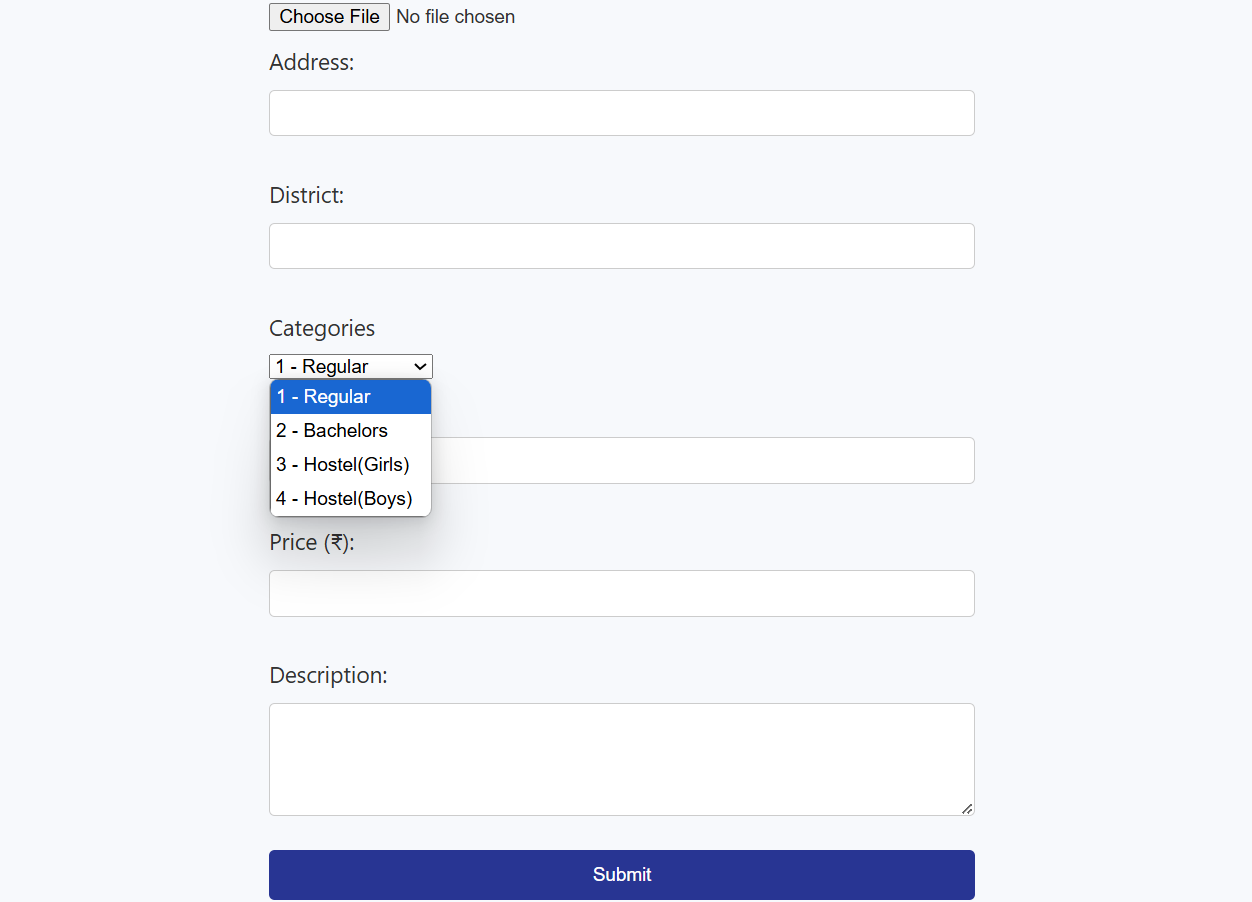 Choose File No file chosen
Address:
District:
Categories
1 - Regular
1 - Regular
2 - Bachelors
3 - Hostel(Girls)
4 - Hostel(Boys)
Price (₹):
Description:
Submit